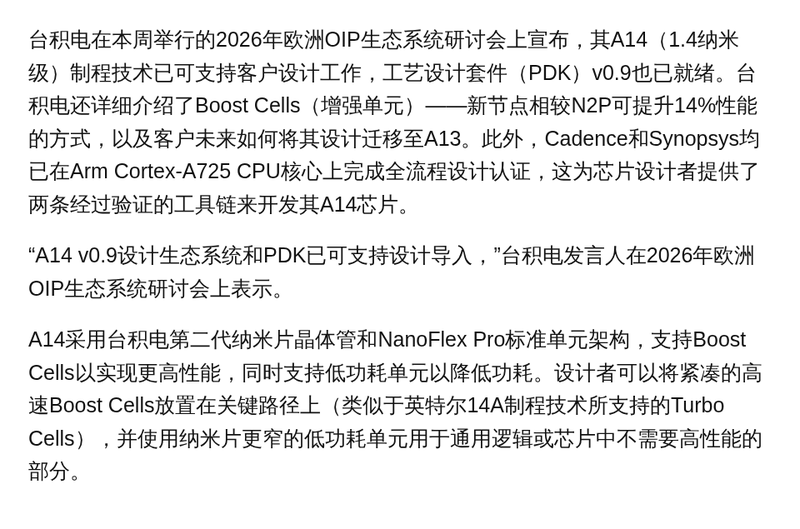 台积电在本周举行的2026年欧洲OIP生态系统研讨会上宣布，其A14（1.4纳米
级）制程技术已可支持客户设计工作，工艺设计套件（PDK）v0.9也已就绪。台
积电还详细介绍了Boost Cells（增强单元）——新节点相较N2P可提升14%性能
的方式，以及客户未来如何将其设计迁移至A13。此外，Cadence和Synopsys均
已在Arm Cortex-A725 CPU核心上完成全流程设计认证，这为芯片设计者提供了
两条经过验证的工具链来开发其A14芯片。
“A14 v0.9设计生态系统和PDK已可支持设计导入，”台积电发言人在2026年欧洲
OIP生态系统研讨会上表示。
A14采用台积电第二代纳米片晶体管和NanoFlex Pro标准单元架构，支持Boost
Cells以实现更高性能，同时支持低功耗单元以降低功耗。设计者可以将紧凑的高
速Boost Cells放置在关键路径上（类似于英特尔14A制程技术所支持的Turbo
Cells），并使用纳米片更窄的低功耗单元用于通用逻辑或芯片中不需要高性能的
部分。